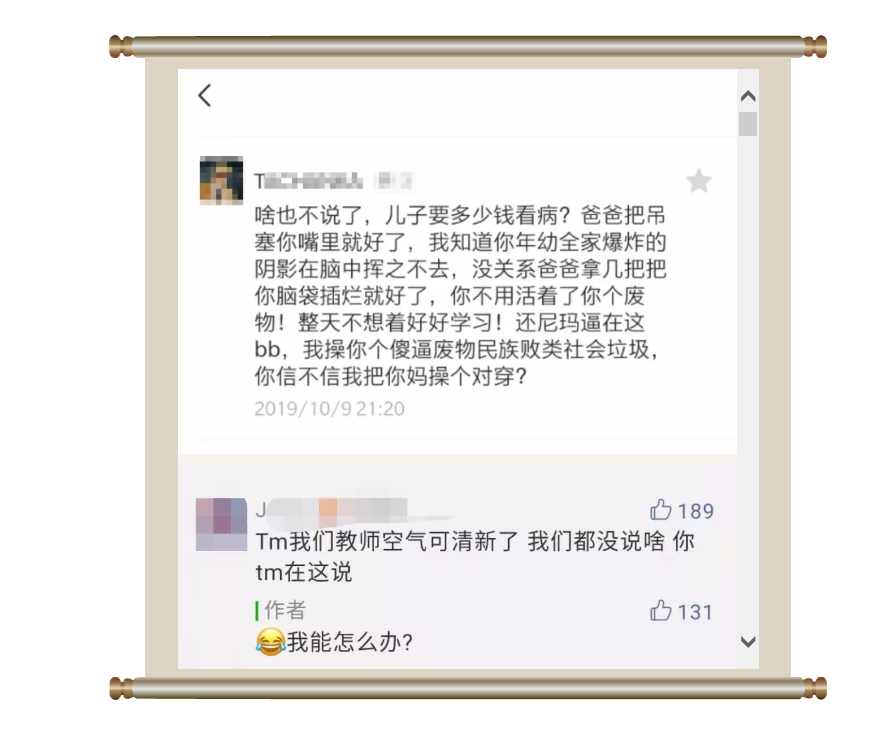 啥也不说了，儿子要多少钱看病？爸爸把吊
塞你嘴里就好了，我知道你年幼全家爆炸的
阴影在脑中挥之不去，没关系爸爸拿几把把
你脑袋插烂就好了，你不用活着了你个废
物！整天不想着好好学习！还尼玛逼在这
bb，我操你个傻逼废物民族败类社会垃圾，
你信不信我把你妈操个对穿？
2019/10/9 21:20
189
Tm我们教师空气可清新了 我们都没说啥 你
tm在这说
作者 131
😂我能怎么办?